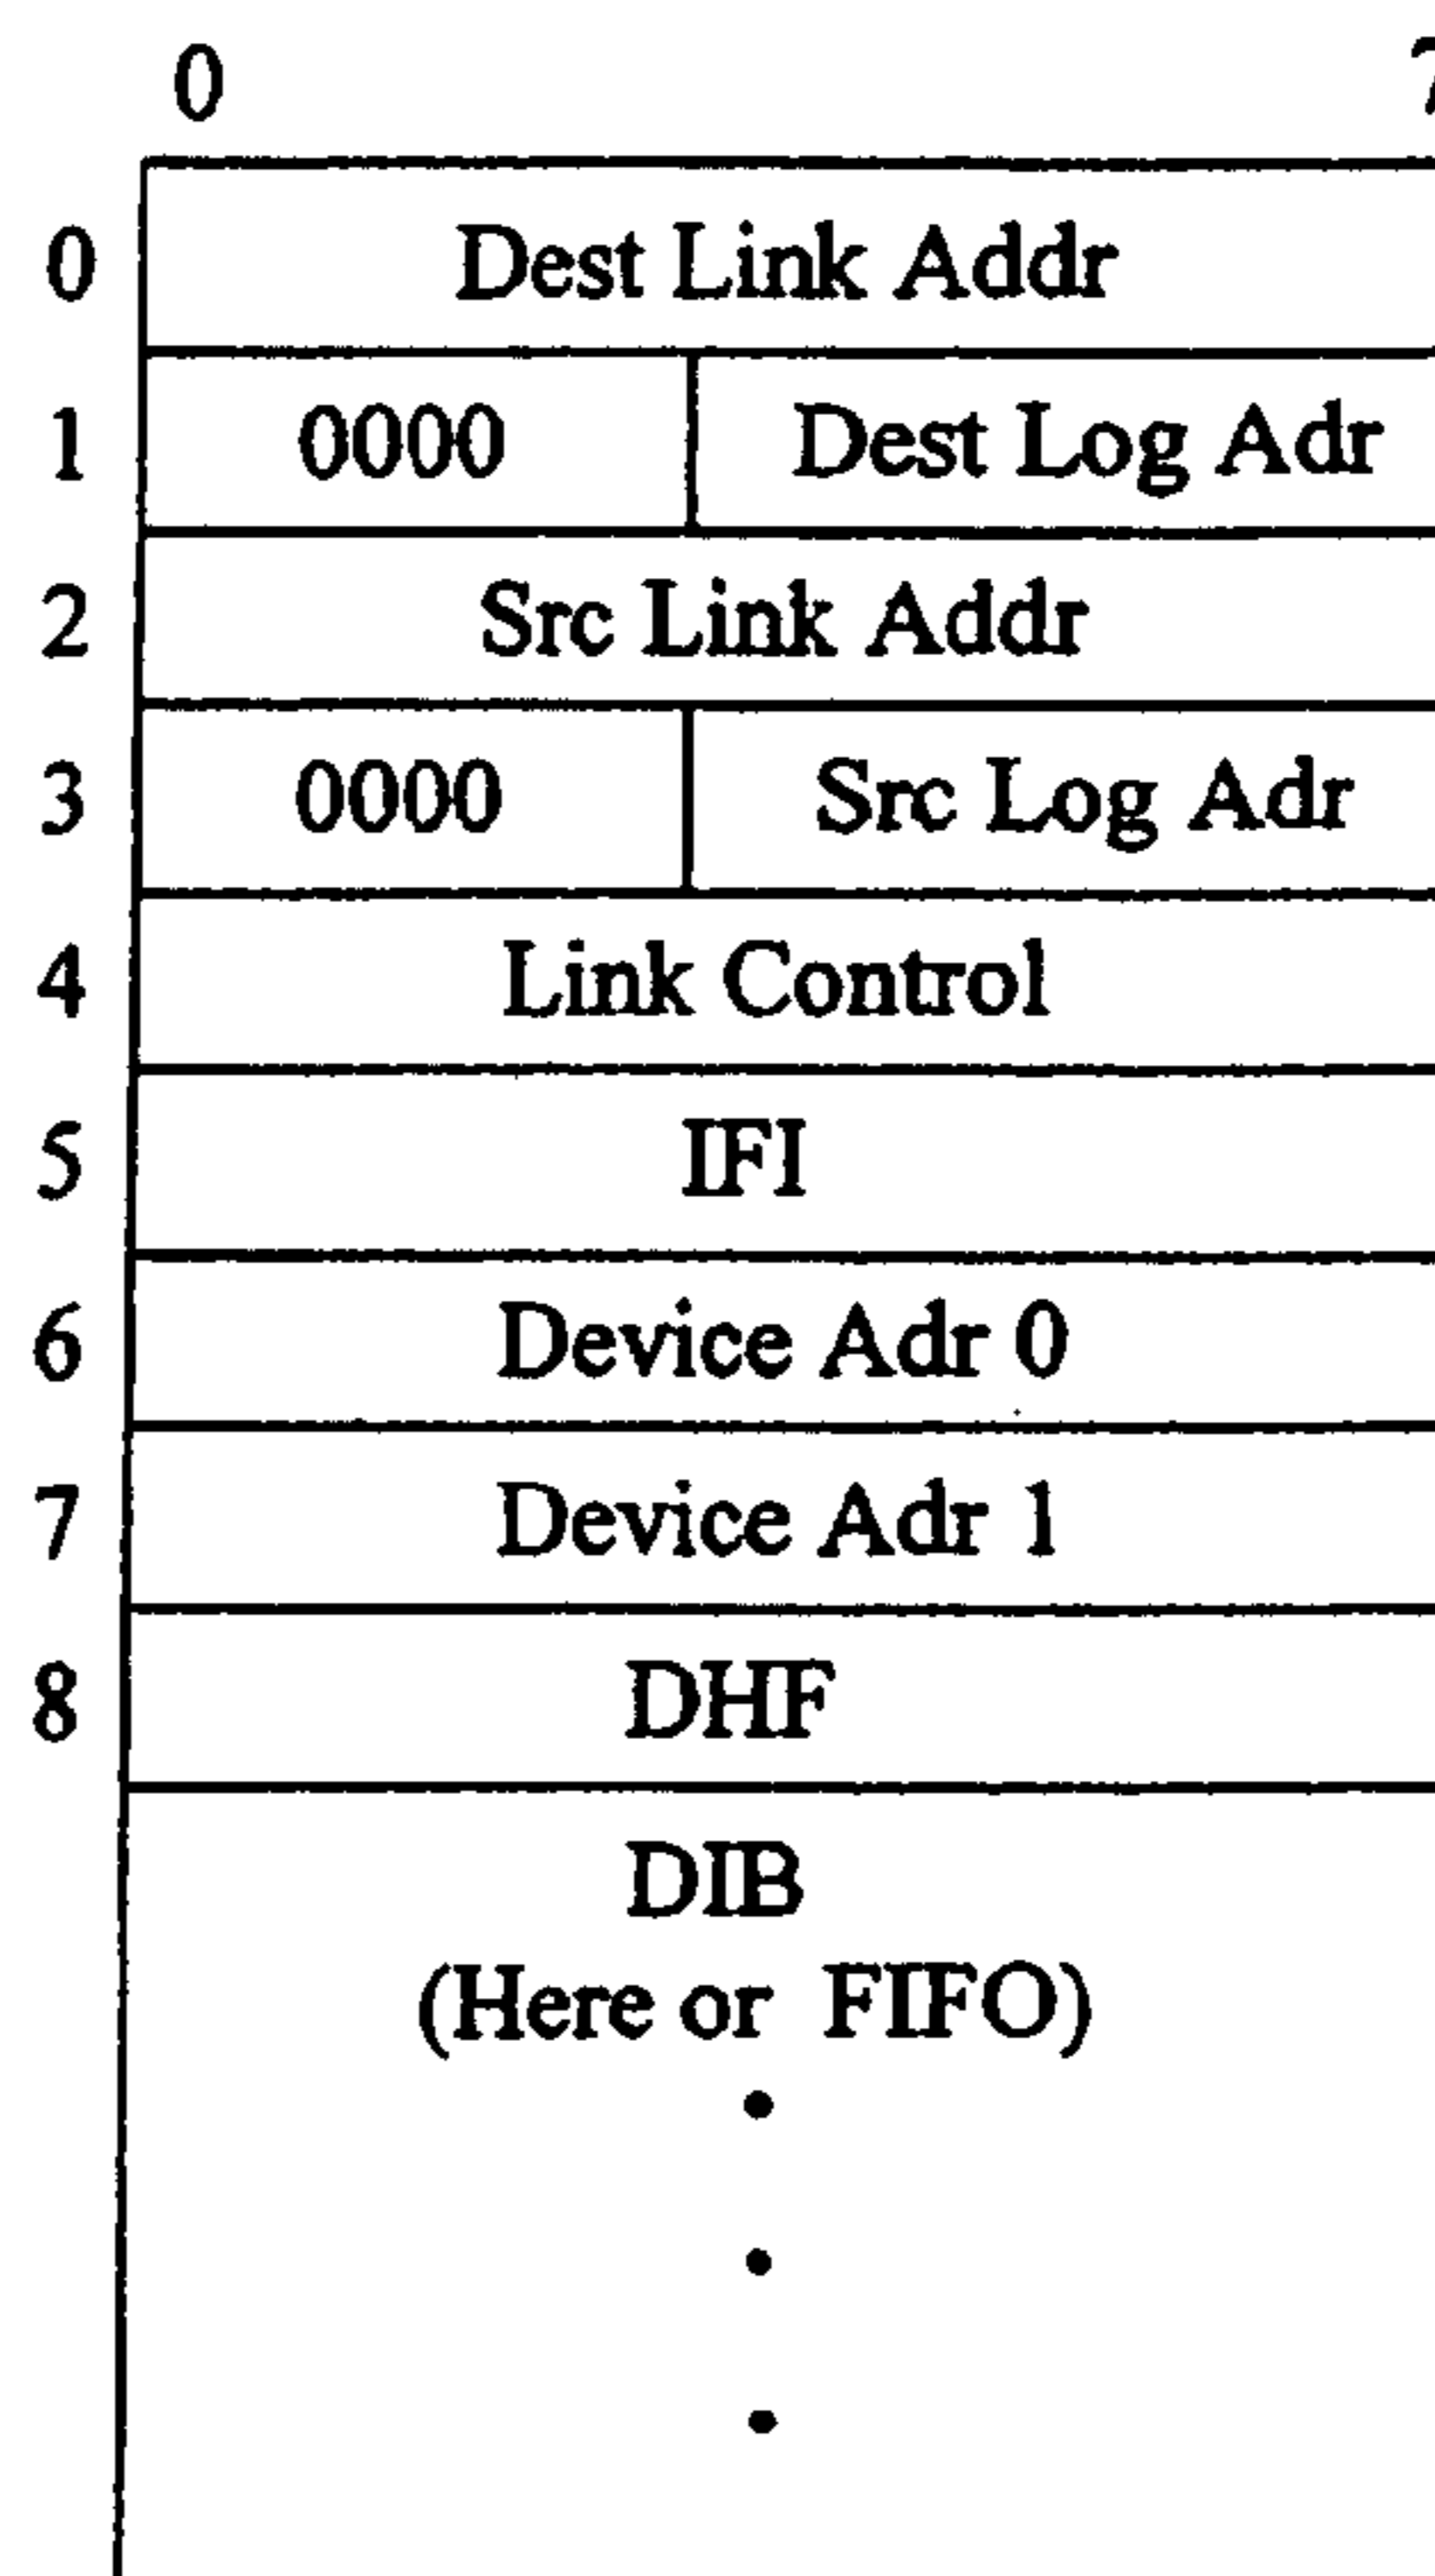 0 7
0 Dest Link Addr
1 0000 Dest Log Adr
2 Src Link Addr
3 0000 Src Log Adr
4 Link Control
5 IFI
6 Device Adr 0
7 Device Adr 1
8 DHF
DIB
(Here or FIFO)